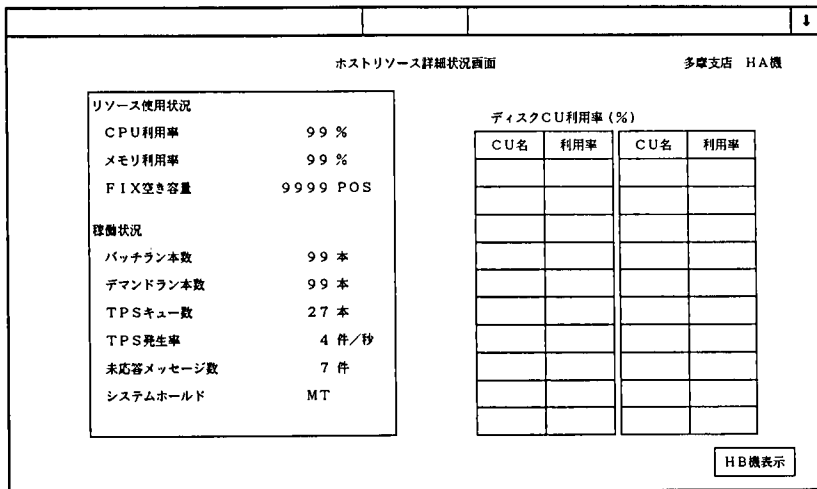 ↓
ホストリソース詳細状況画面 多摩支店 HA機
リソース使用状況
CPU利用率 99 %
メモリ利用率 99 %
FIX空き容量 9999 POS
稼働状況
バッチラン本数 99 本
デマンドラン本数 99 本
TPSキュー数 27 本
TPS発生率 4 件/秒
未応答メッセージ数 7 件
システムホールド MT
ディスクCU利用率(%)
CU名 利用率 CU名 利用率
HB機表示